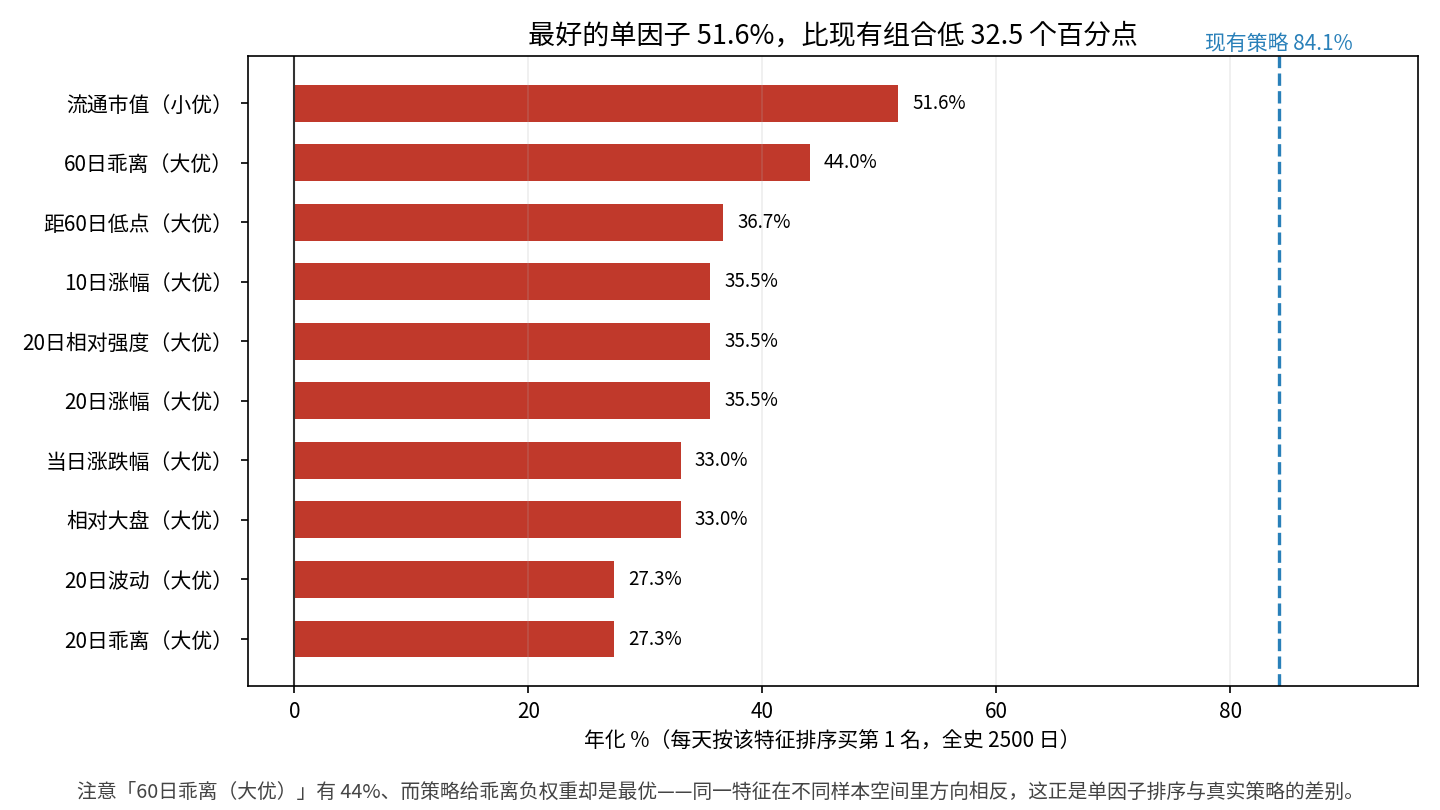 最好的单因子 51.6%，比现有组合低 32.5 个百分点
现有策略 84.1%
流通市值（小优） 51.6%
60日乖离（大优） 44.0%
距60日低点（大优） 36.7%
10日涨幅（大优） 35.5%
20日相对强度（大优） 35.5%
20日涨幅（大优） 35.5%
当日涨跌幅（大优） 33.0%
相对大盘（大优） 33.0%
20日波动（大优） 27.3%
20日乖离（大优） 27.3%
0 20 40 60 80
年化 %（每天按该特征排序买第 1 名，全史 2500 日）
注意「60日乖离（大优）」有 44%、而策略给乖离负权重却是最优——同一特征在不同样本空间里方向相反，这正是单因子排序与真实策略的差别。